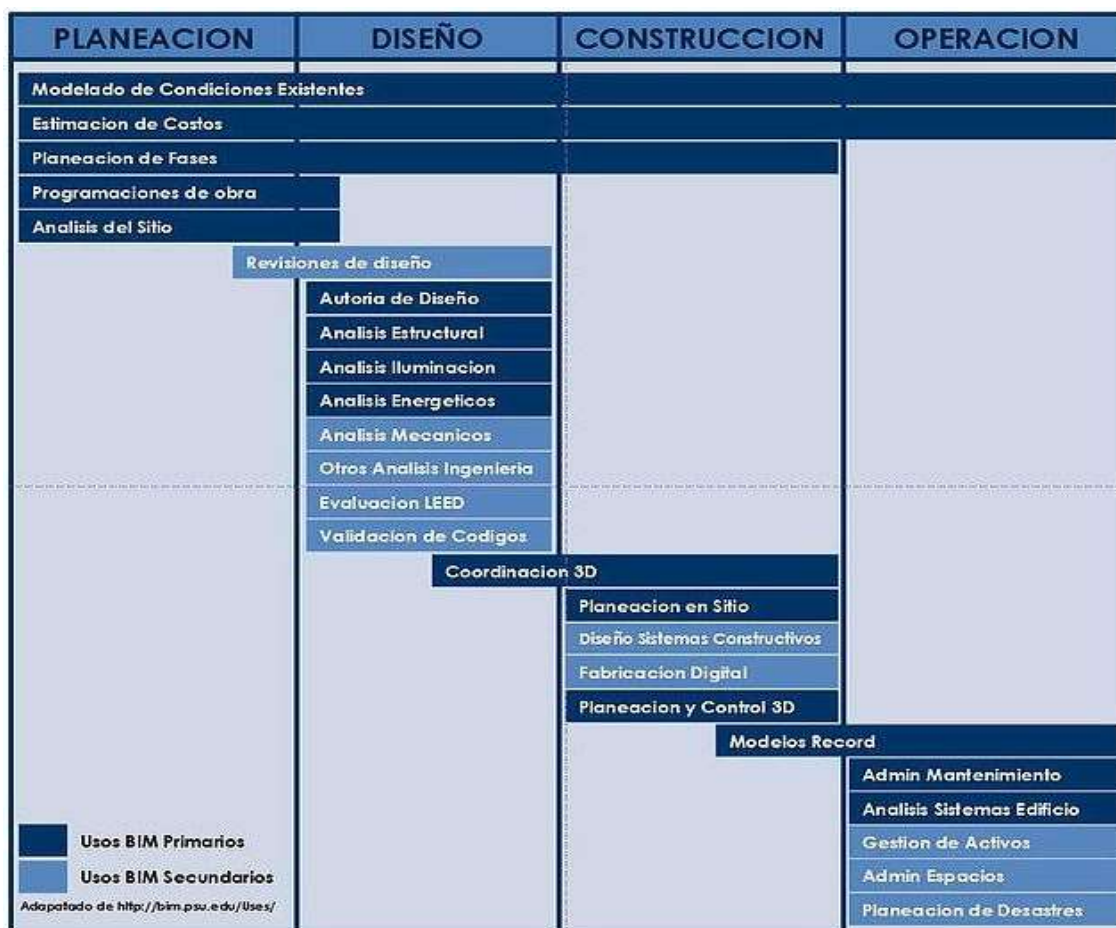 PLANEACION
DISEÑO
CONSTRUCCION
OPERACION
Modelado de Condiciones Existentes
Estimacion de Costos
Planeacion de Fases
Programaciones de obra
Analisis del Sitio
Revisiones de diseño
Autoria de Diseño
Analisis Estructural
Analisis Iluminacion
Analisis Energeticos
Analisis Mecanicos
Otros Analisis Ingenieria
Evaluacion LEED
Validacion de Codigos
Coordinacion 3D
Planeacion en Sitio
Diseño Sistemas Constructivos
Fabricacion Digital
Planeacion y Control 3D
Modelos Record
Admin Mantenimiento
Analisis Sistemas Edificio
Gestion de Activos
Admin Espacios
Planeacion de Desastres
Usos BIM Primarios
Usos BIM Secundarios
Adapatado de http://bim.psu.edu/Uses/